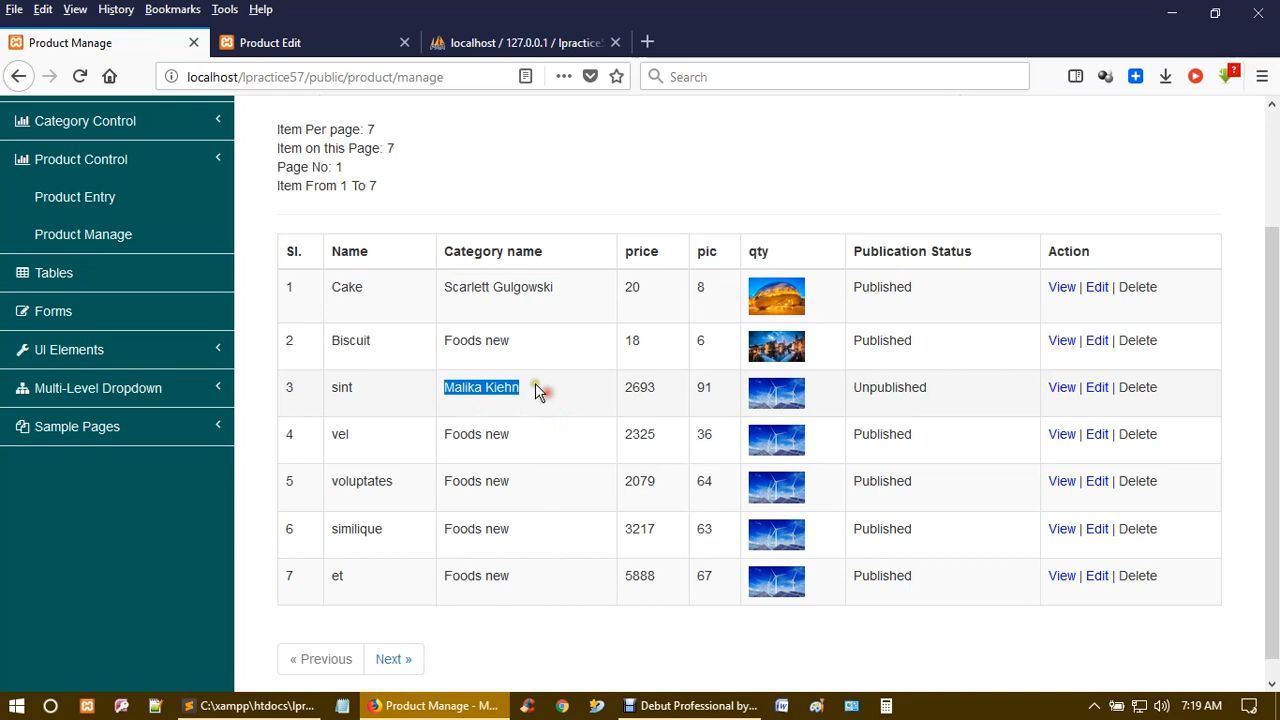 File Edit View History Bookmarks Tools Help
Product Manage
Product Edit
localhost / 127.0.0.1 / lpractice5
localhost/lpractice57/public/product/manage
Search
?
Category Control
Product Control
Product Entry
Product Manage
Tables
Forms
UI Elements
Multi-Level Dropdown
Sample Pages
Item Per page: 7
Item on this Page: 7
Page No: 1
Item From 1 To 7
Sl. Name Category name price pic qty Publication Status Action
1 Cake Scarlett Gulgowski 20 8 Published View | Edit | Delete
2 Biscuit Foods new 18 6 Published View | Edit | Delete
3 sint Malika Kiehn 2693 91 Unpublished View | Edit | Delete
4 vel Foods new 2325 36 Published View | Edit | Delete
5 voluptates Foods new 2079 64 Published View | Edit | Delete
6 similique Foods new 3217 63 Published View | Edit | Delete
7 et Foods new 5888 67 Published View | Edit | Delete
« Previous Next »
C:\xampp\htdocs\lpr... Product Manage - M... Debut Professional by... 7:19 AM